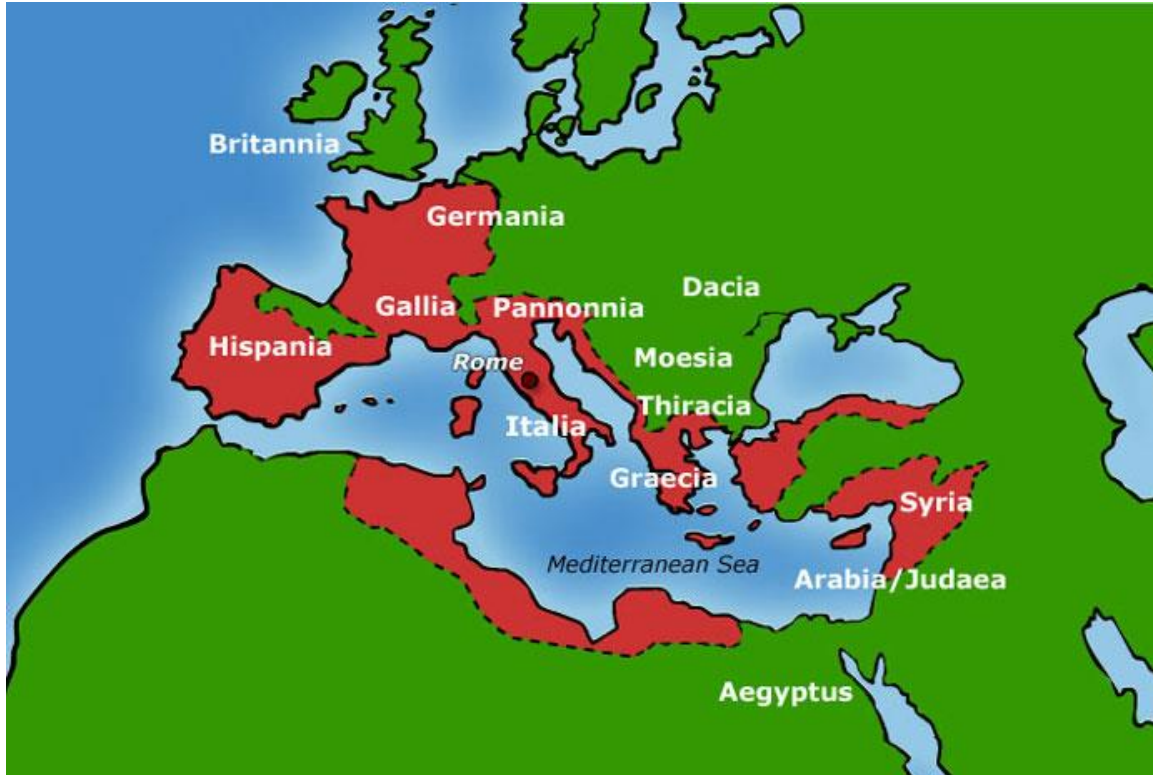 Britannia
Germania
Dacia
Gallia
Pannonnia
Hispania
Rome
Moesia
Thiracia
Italia
Graecia
Syria
Mediterranean Sea
Arabia/Judaea
Aegyptus